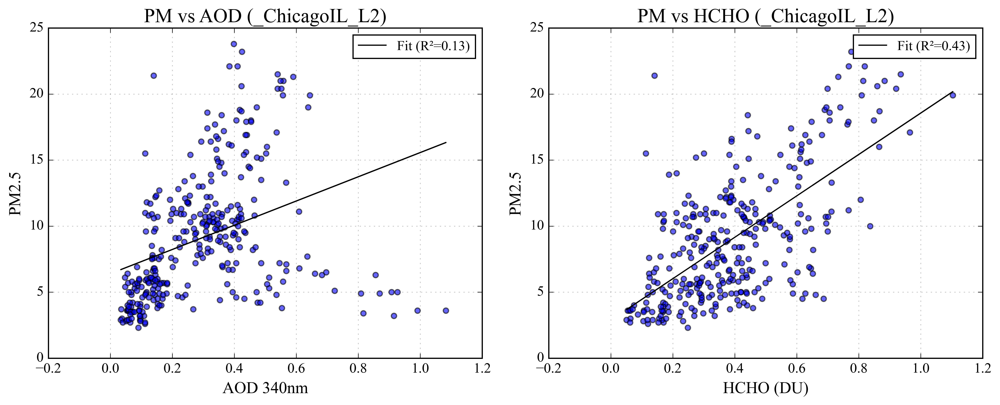 PM vs AOD (_ChicagoIL_L2)
Fit (R²=0.13)
PM2.5
25
20
15
10
5
0
−0.2 0.0 0.2 0.4 0.6 0.8 1.0 1.2
AOD 340nm
PM vs HCHO (_ChicagoIL_L2)
Fit (R²=0.43)
PM2.5
25
20
15
10
5
0
−0.2 0.0 0.2 0.4 0.6 0.8 1.0 1.2
HCHO (DU)